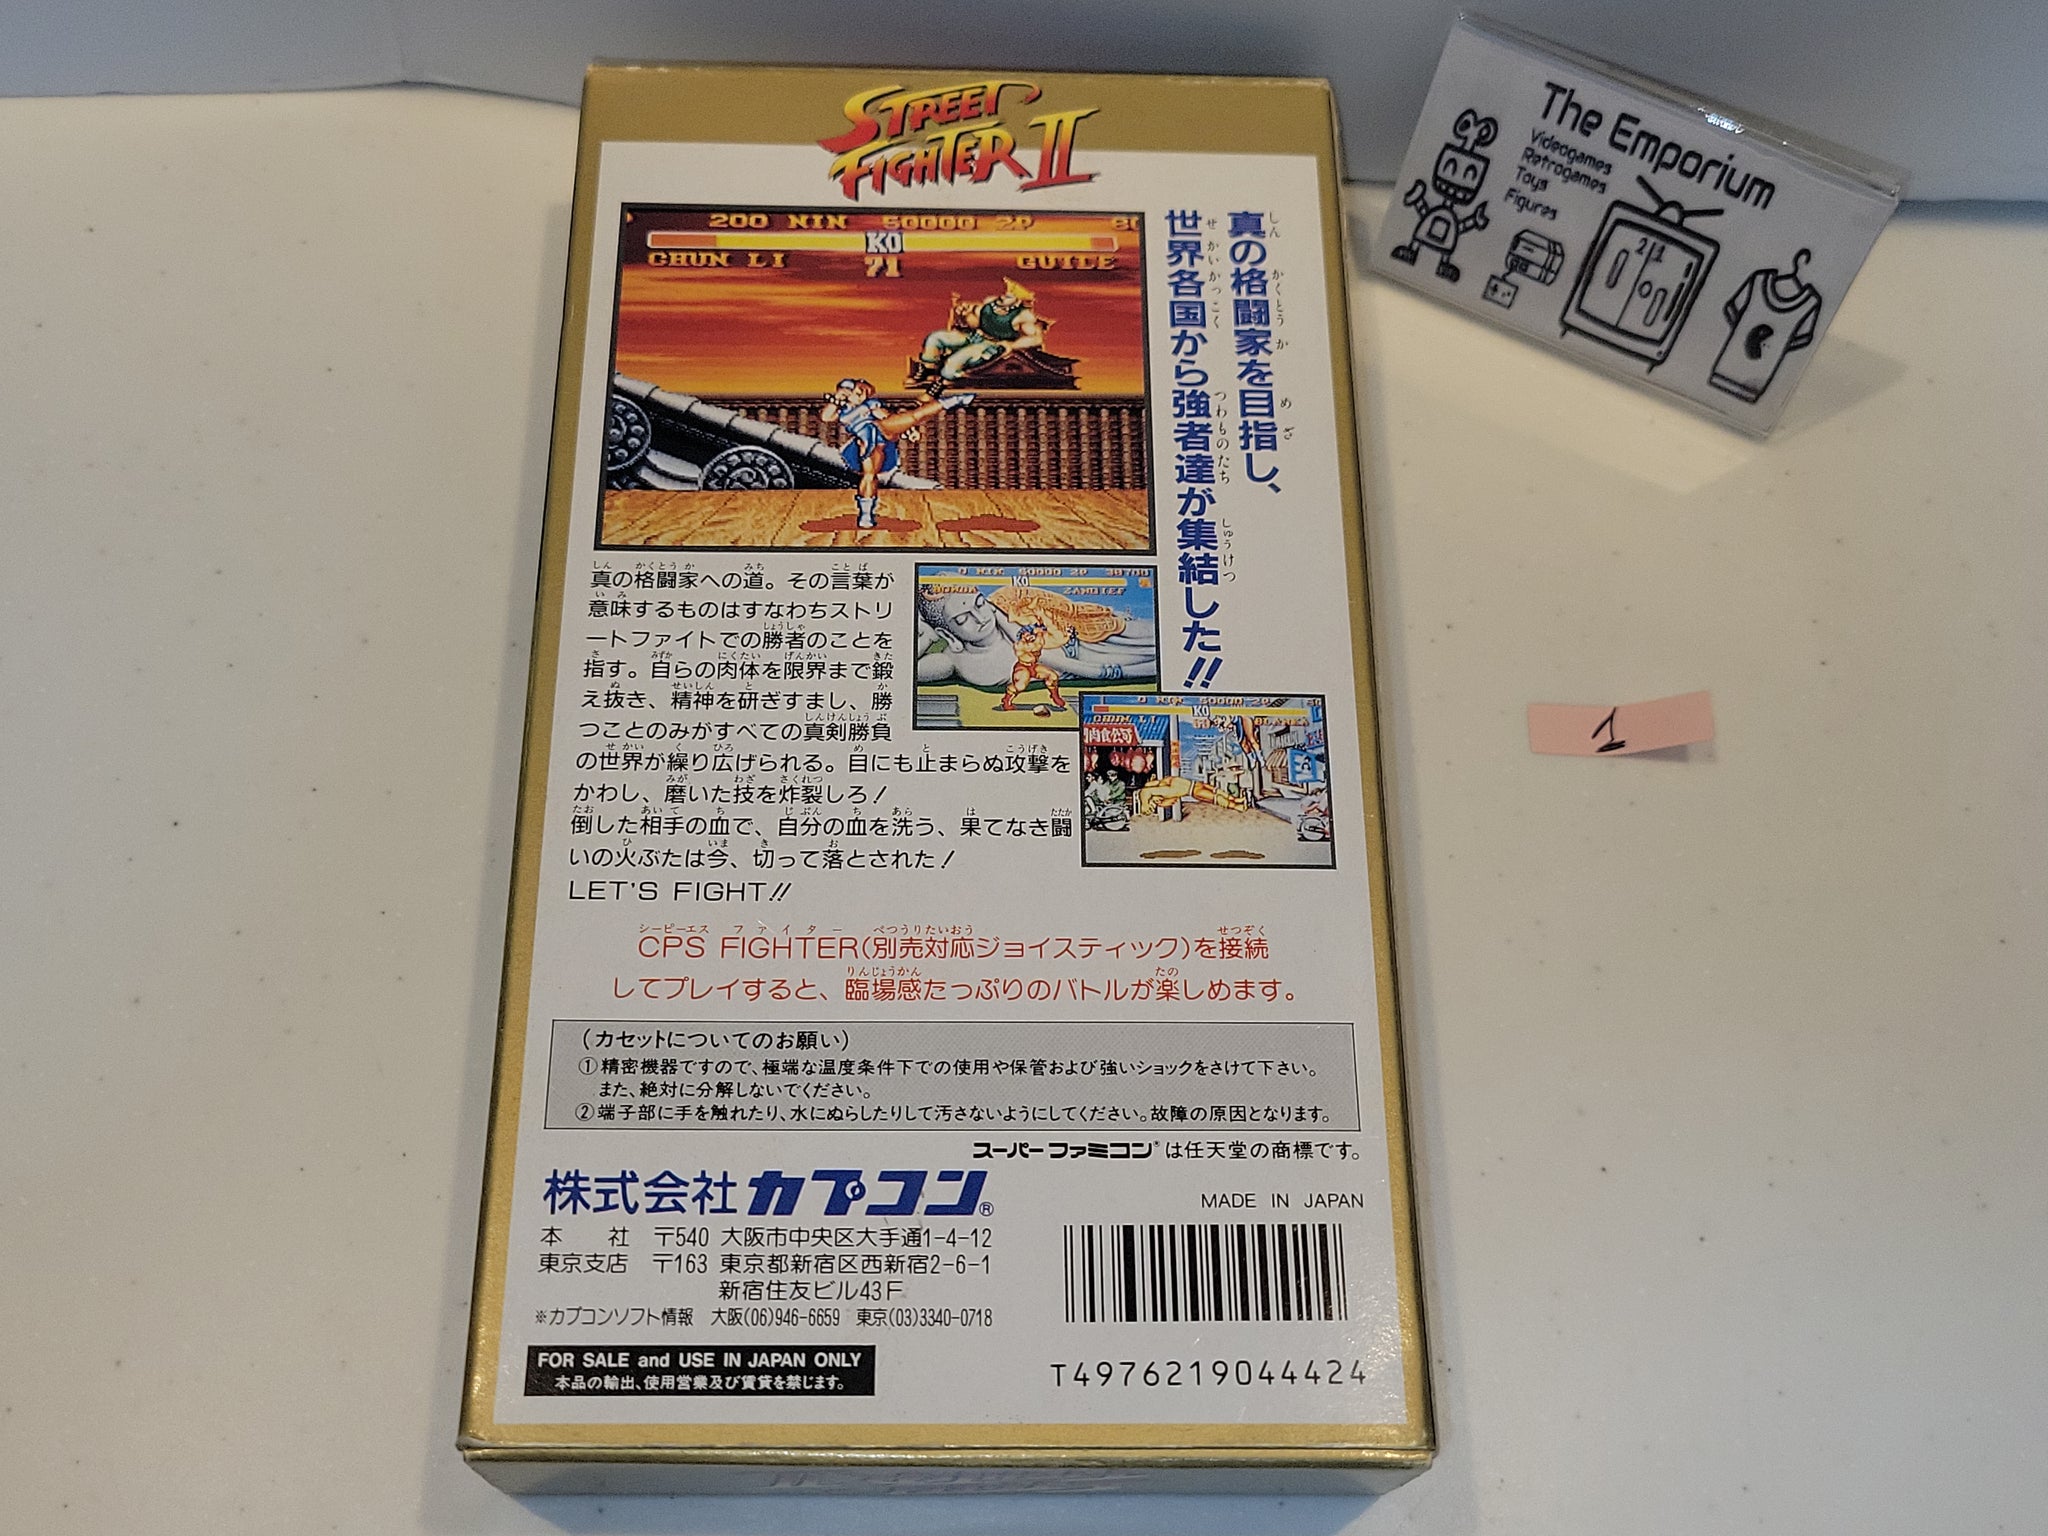 STREET
FIGHTER II
200 NIN 50000 2P
KO
CHUN LI 71 GUILE
真の格闘家を目指し、
世界各国から強者達が集結した!!
真の格闘家への道。その言葉が
意味するものはすなわちストリ
ートファイトでの勝者のことを
指す。自らの肉体を限界まで鍛
え抜き、精神を研ぎすまし、勝
つことのみがすべての真剣勝負
の世界が繰り広げられる。目にも止まらぬ攻撃を
かわし、磨いた技を炸裂しろ!
倒した相手の血で、自分の血を洗う、果てなき闘
いの火ぶたは今、切って落とされた!
LET'S FIGHT!!
0 NIN 50000 2P
KO
ZANGIEF
0 NIN 50000 2P
KO
CHUN LI
肉食公司
CPS FIGHTER(別売対応ジョイスティック)を接続
してプレイすると、臨場感たっぷりのバトルが楽しめます。
(カセットについてのお願い)
①精密機器ですので、極端な温度条件下での使用や保管および強いショックをさけて下さい。
また、絶対に分解しないでください。
②端子部に手を触れたり、水にぬらしたりして汚さないようにしてください。故障の原因となります。
スーパーファミコン®は任天堂の商標です。
株式会社カプコン®
MADE IN JAPAN
本 社 〒540 大阪市中央区大手通1-4-12
東京支店 〒163 東京都新宿区西新宿2-6-1
新宿住友ビル43F
※カプコンソフト情報 大阪(06)946-6659 東京(03)3340-0718
FOR SALE and USE IN JAPAN ONLY
本品の輸出、使用営業及び賃貸を禁じます。
T4976219044424
The Emporium
Videogames
Retrogames
Toys
Figures
21
1